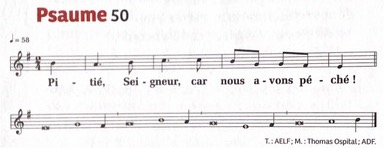 Psaume 50
♩ = 58
Pi - tié, Sei - gneur, car nous a - vons pé - ché !
T. : AELF ; M. : Thomas Ospital ; ADF.